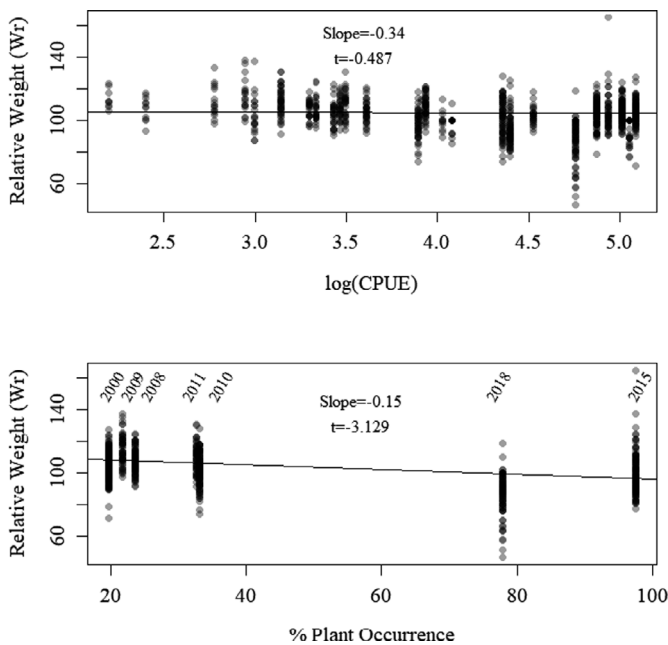 Relative Weight (Wr)
140
100
60
Slope=-0.34
t=-0.487
2.5 3.0 3.5 4.0 4.5 5.0
log(CPUE)
Relative Weight (Wr)
140
100
60
2000 2009 2008 2011 2010 2018 2015
Slope=-0.15
t=-3.129
20 40 60 80 100
% Plant Occurrence